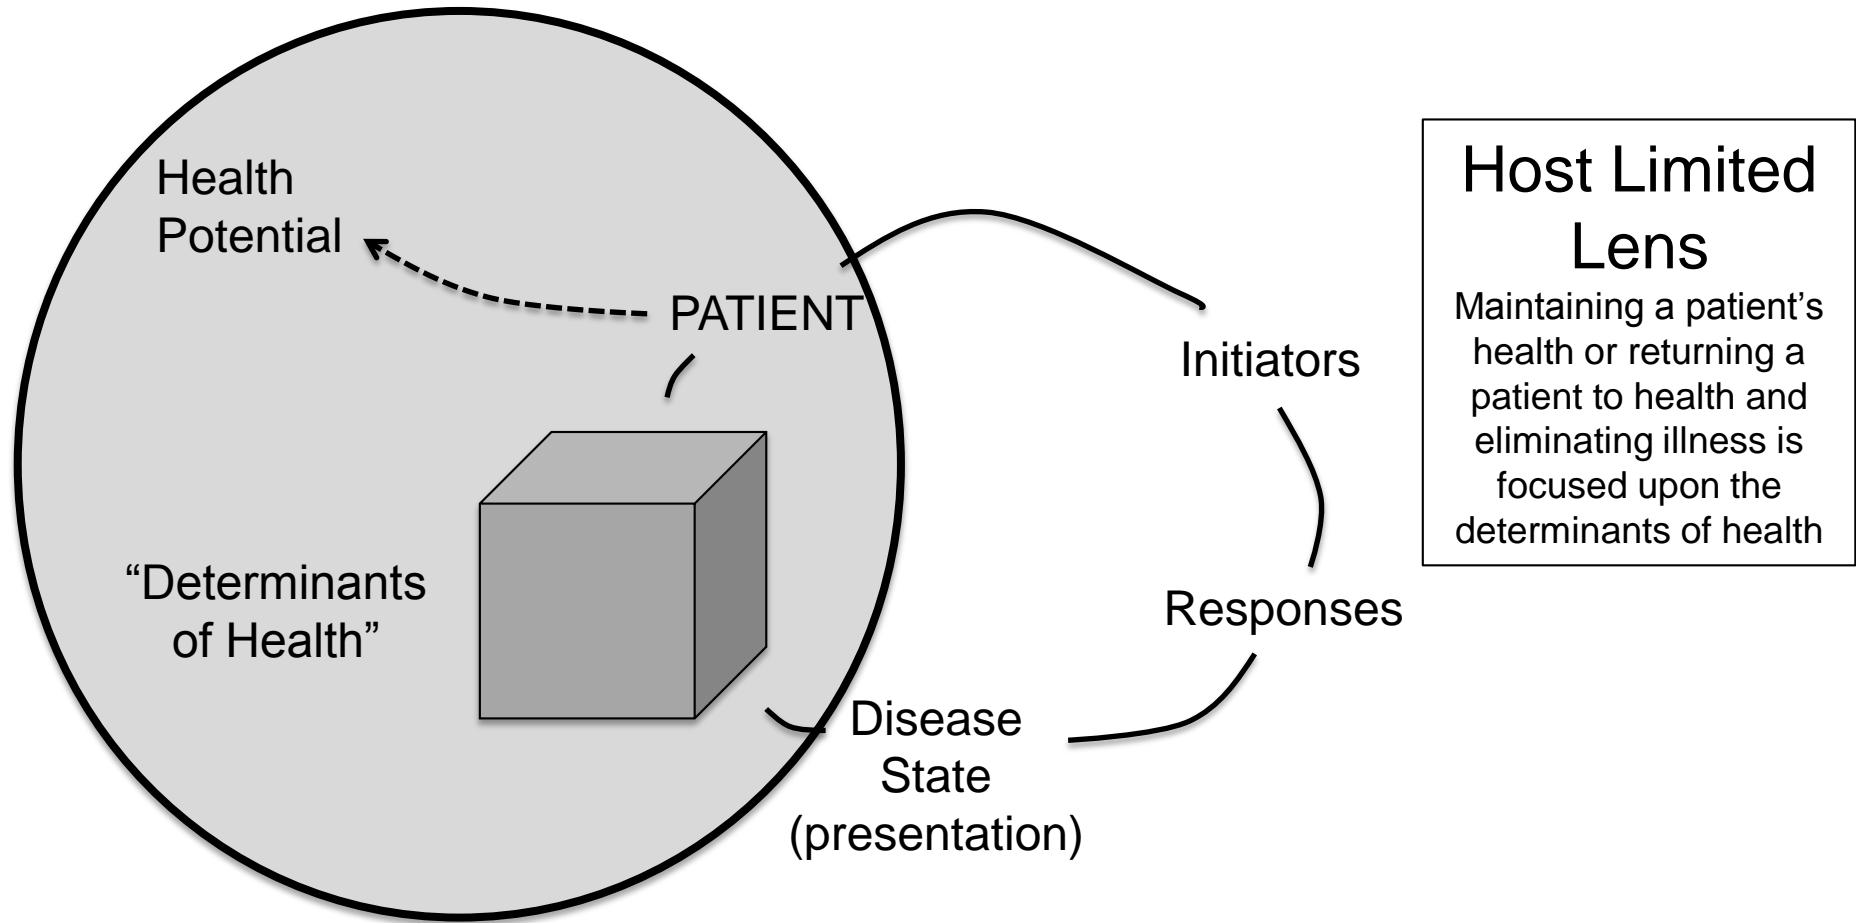 Health
Potential
PATIENT
“Determinants
of Health”
Disease
State
(presentation)
Initiators
Responses
Host Limited
Lens
Maintaining a patient’s
health or returning a
patient to health and
eliminating illness is
focused upon the
determinants of health